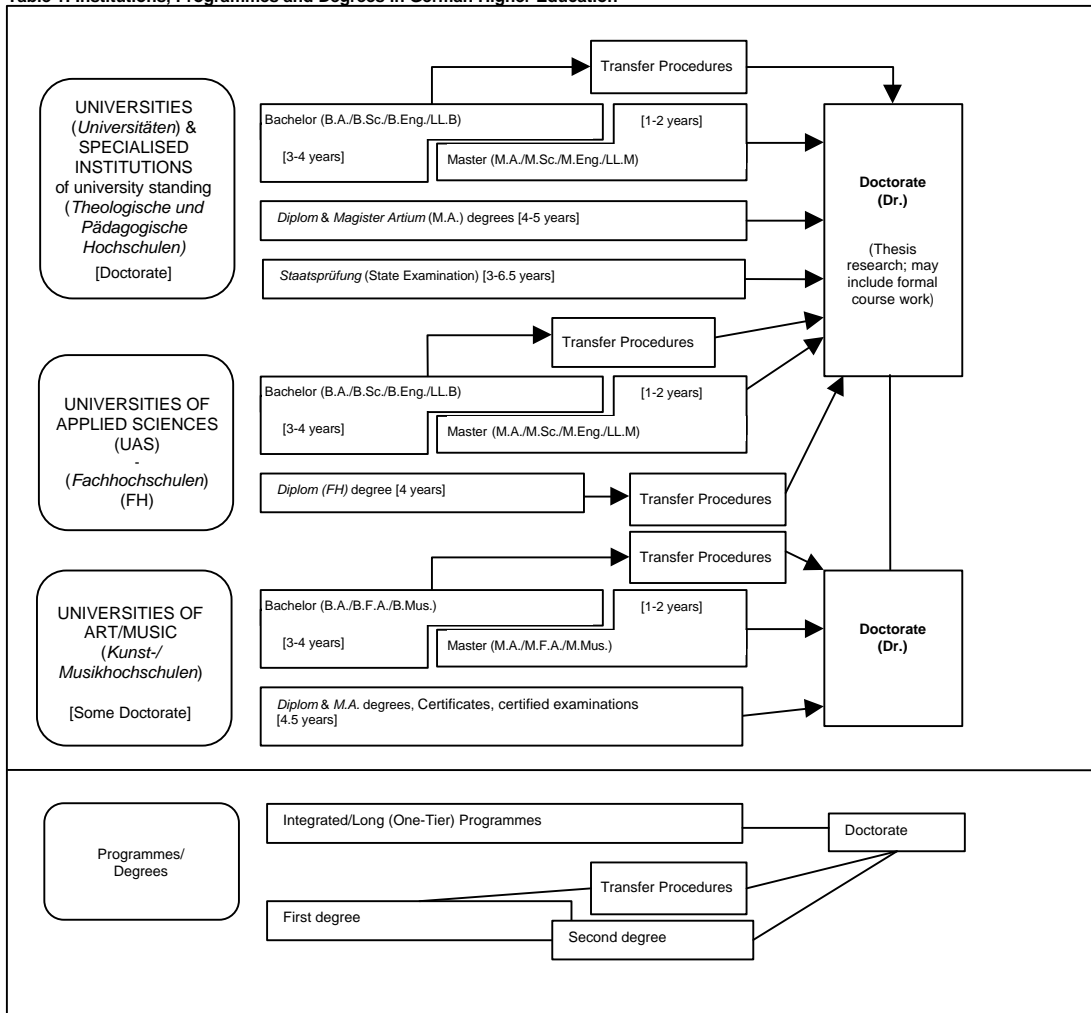 Table 1: Institutions, Programmes and Degrees in German Higher Education
Transfer Procedures
UNIVERSITIES
(Universitäten) &
SPECIALISED
INSTITUTIONS
of university standing
(Theologische und
Pädagogische
Hochschulen)
[Doctorate]
Bachelor (B.A./B.Sc./B.Eng./LL.B)
[3-4 years]
[1-2 years]
Master (M.A./M.Sc./M.Eng./LL.M)
Diplom & Magister Artium (M.A.) degrees [4-5 years]
Staatsprüfung (State Examination) [3-6.5 years]
Doctorate
(Dr.)
(Thesis
research; may
include formal
course work)
Transfer Procedures
UNIVERSITIES OF
APPLIED SCIENCES
(UAS)
-
(Fachhochschulen)
(FH)
Bachelor (B.A./B.Sc./B.Eng./LL.B)
[3-4 years]
[1-2 years]
Master (M.A./M.Sc./M.Eng./LL.M)
Diplom (FH) degree [4 years]
Transfer Procedures
Transfer Procedures
UNIVERSITIES OF
ART/MUSIC
(Kunst-/
Musikhochschulen)
[Some Doctorate]
Bachelor (B.A./B.F.A./B.Mus.)
[3-4 years]
[1-2 years]
Master (M.A./M.F.A./M.Mus.)
Diplom & M.A. degrees, Certificates, certified examinations
[4.5 years]
Doctorate
(Dr.)
Programmes/
Degrees
Integrated/Long (One-Tier) Programmes
Doctorate
Transfer Procedures
First degree
Second degree